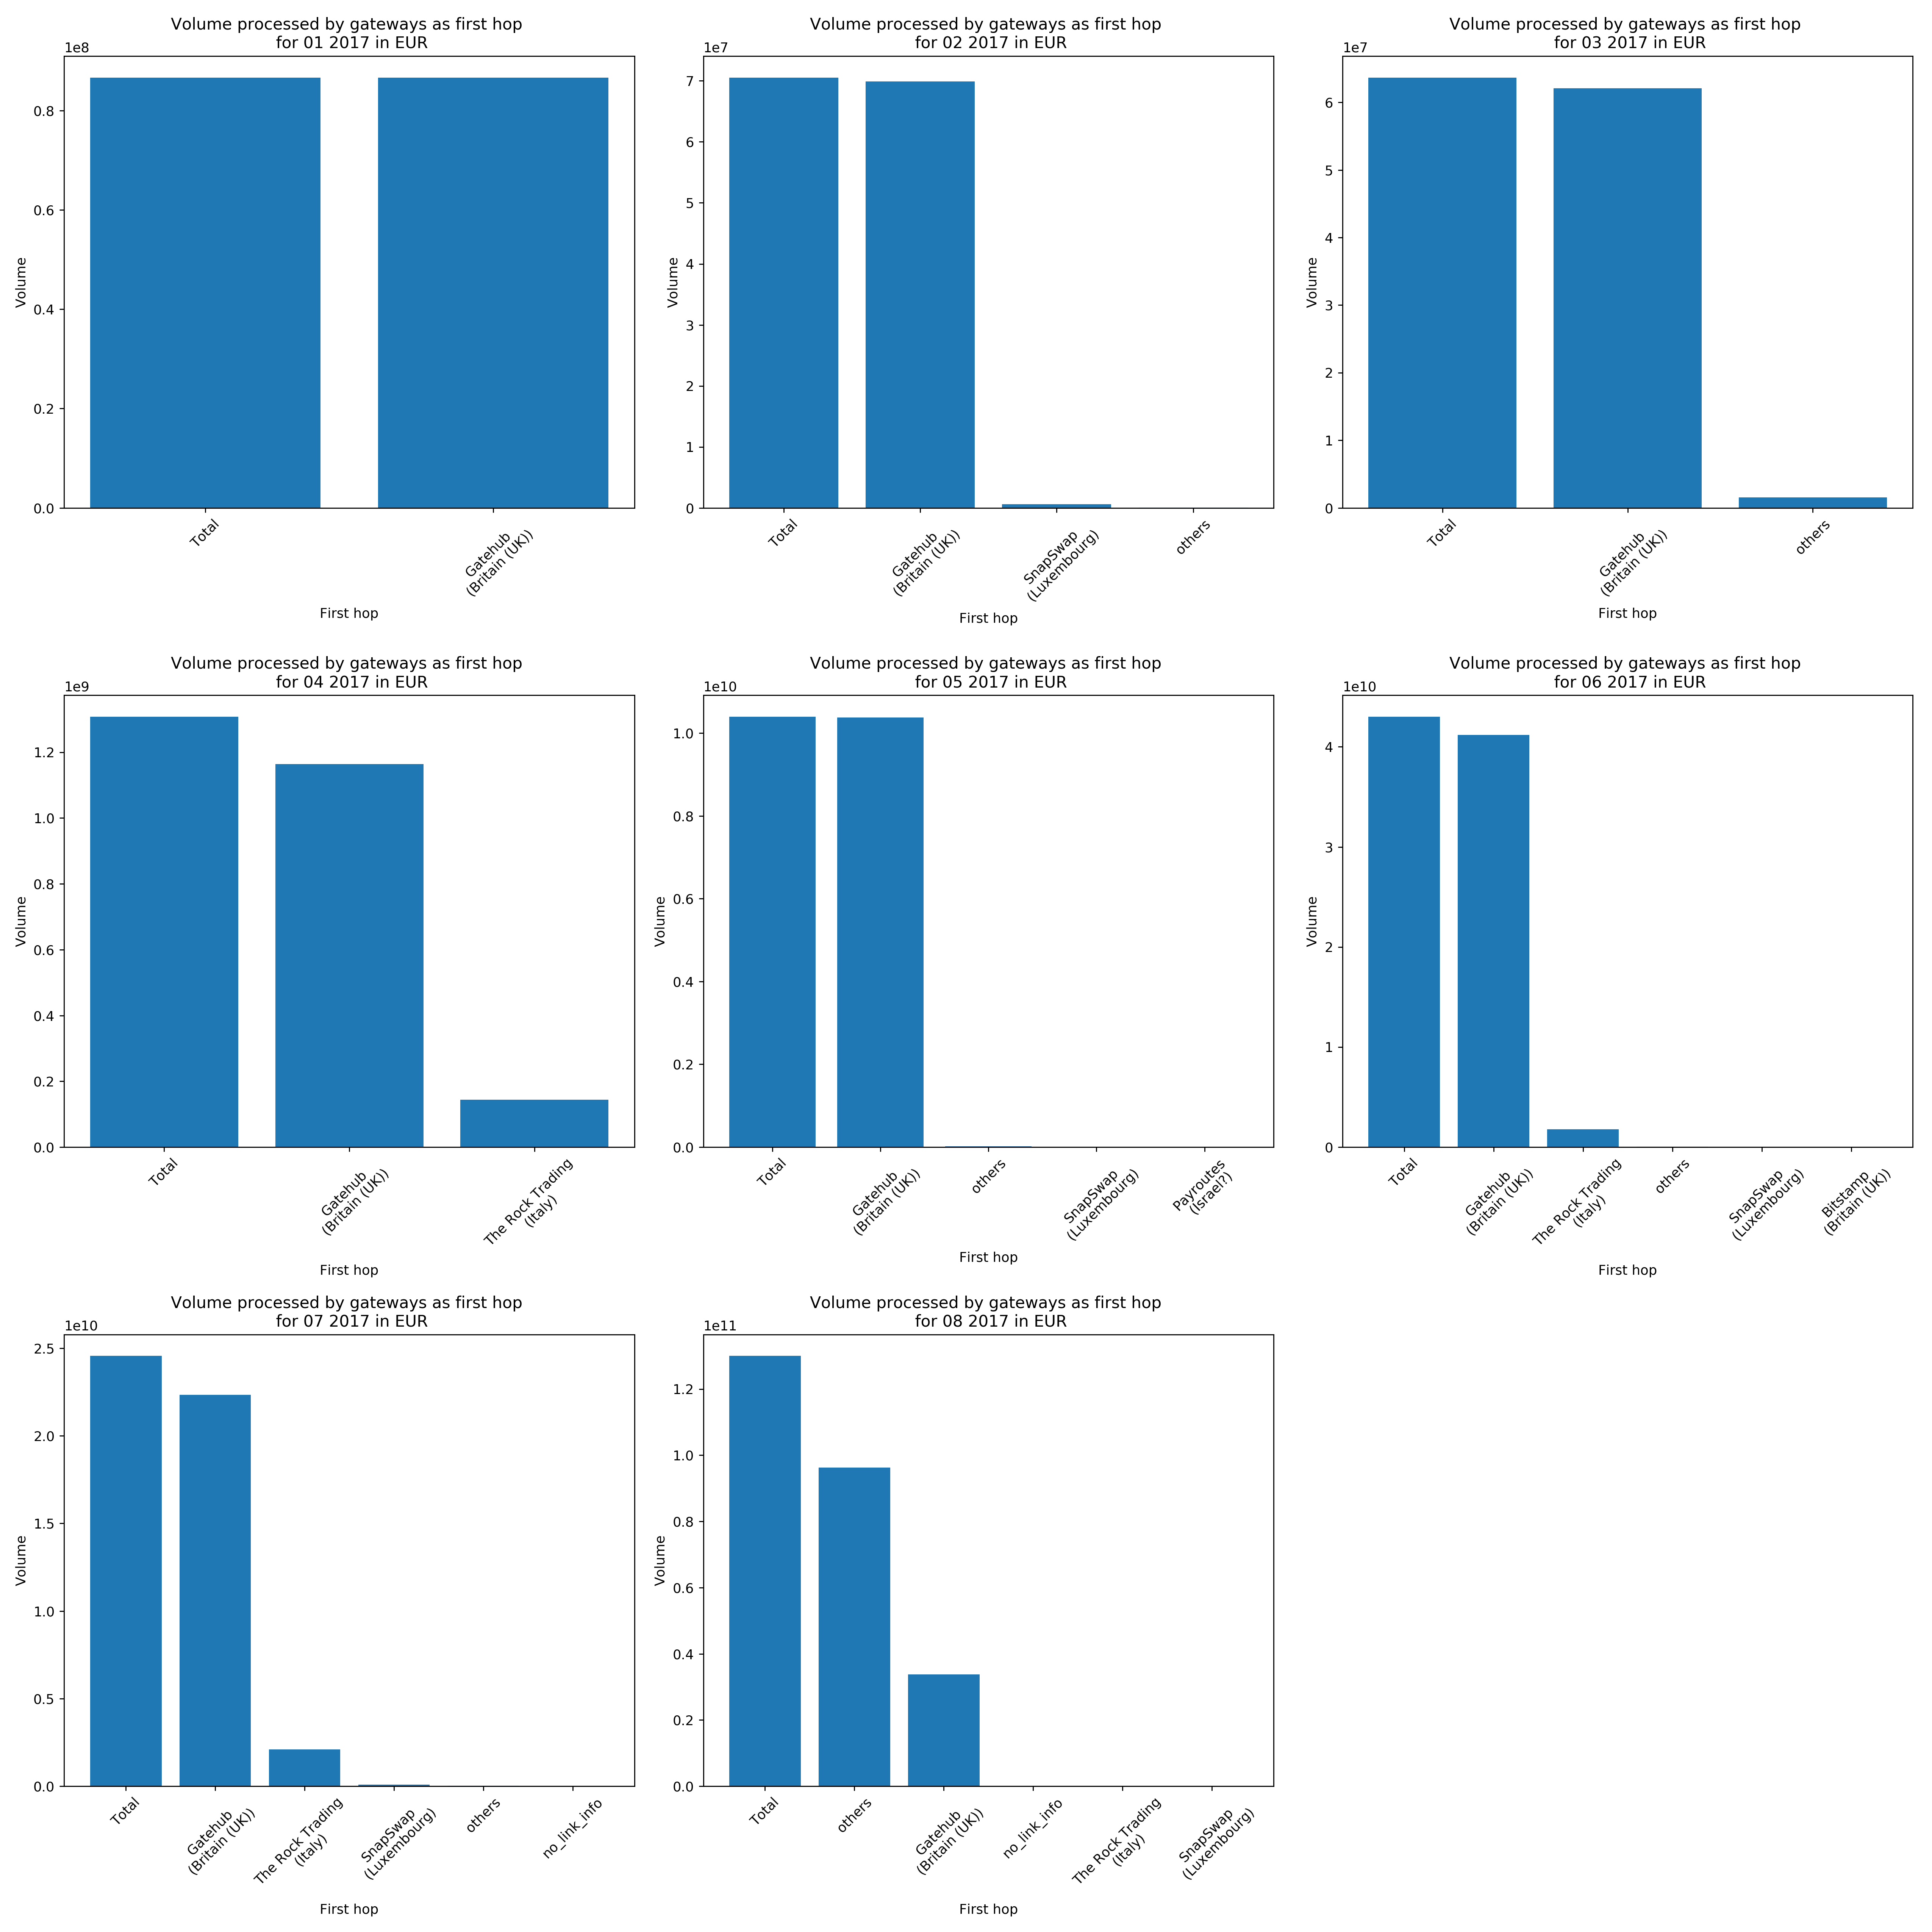 Volume processed by gateways as first hop
for 01 2017 in EUR
1e8
0.8
0.6
0.4
0.2
0.0
Volume
Total
Gatehub
(Britain (UK))
First hop
Volume processed by gateways as first hop
for 02 2017 in EUR
1e7
7
6
5
4
3
2
1
0
Volume
Total
Gatehub
(Britain (UK))
SnapSwap
(Luxembourg)
others
First hop
Volume processed by gateways as first hop
for 03 2017 in EUR
1e7
6
5
4
3
2
1
0
Volume
Total
Gatehub
(Britain (UK))
others
First hop
Volume processed by gateways as first hop
for 04 2017 in EUR
1e9
1.2
1.0
0.8
0.6
0.4
0.2
0.0
Volume
Total
Gatehub
(Britain (UK))
The Rock Trading
(Italy)
First hop
Volume processed by gateways as first hop
for 05 2017 in EUR
1e10
1.0
0.8
0.6
0.4
0.2
0.0
Volume
Total
Gatehub
(Britain (UK))
others
SnapSwap
(Luxembourg)
Payroutes
(Israel?)
First hop
Volume processed by gateways as first hop
for 06 2017 in EUR
1e10
4
3
2
1
0
Volume
Total
Gatehub
(Britain (UK))
The Rock Trading
(Italy)
others
SnapSwap
(Luxembourg)
Bitstamp
(Britain (UK))
First hop
Volume processed by gateways as first hop
for 07 2017 in EUR
1e10
2.5
2.0
1.5
1.0
0.5
0.0
Volume
Total
Gatehub
(Britain (UK))
The Rock Trading
(Italy)
SnapSwap
(Luxembourg)
others
no_link_info
First hop
Volume processed by gateways as first hop
for 08 2017 in EUR
1e11
1.2
1.0
0.8
0.6
0.4
0.2
0.0
Volume
Total
others
Gatehub
(Britain (UK))
no_link_info
The Rock Trading
(Italy)
SnapSwap
(Luxembourg)
First hop